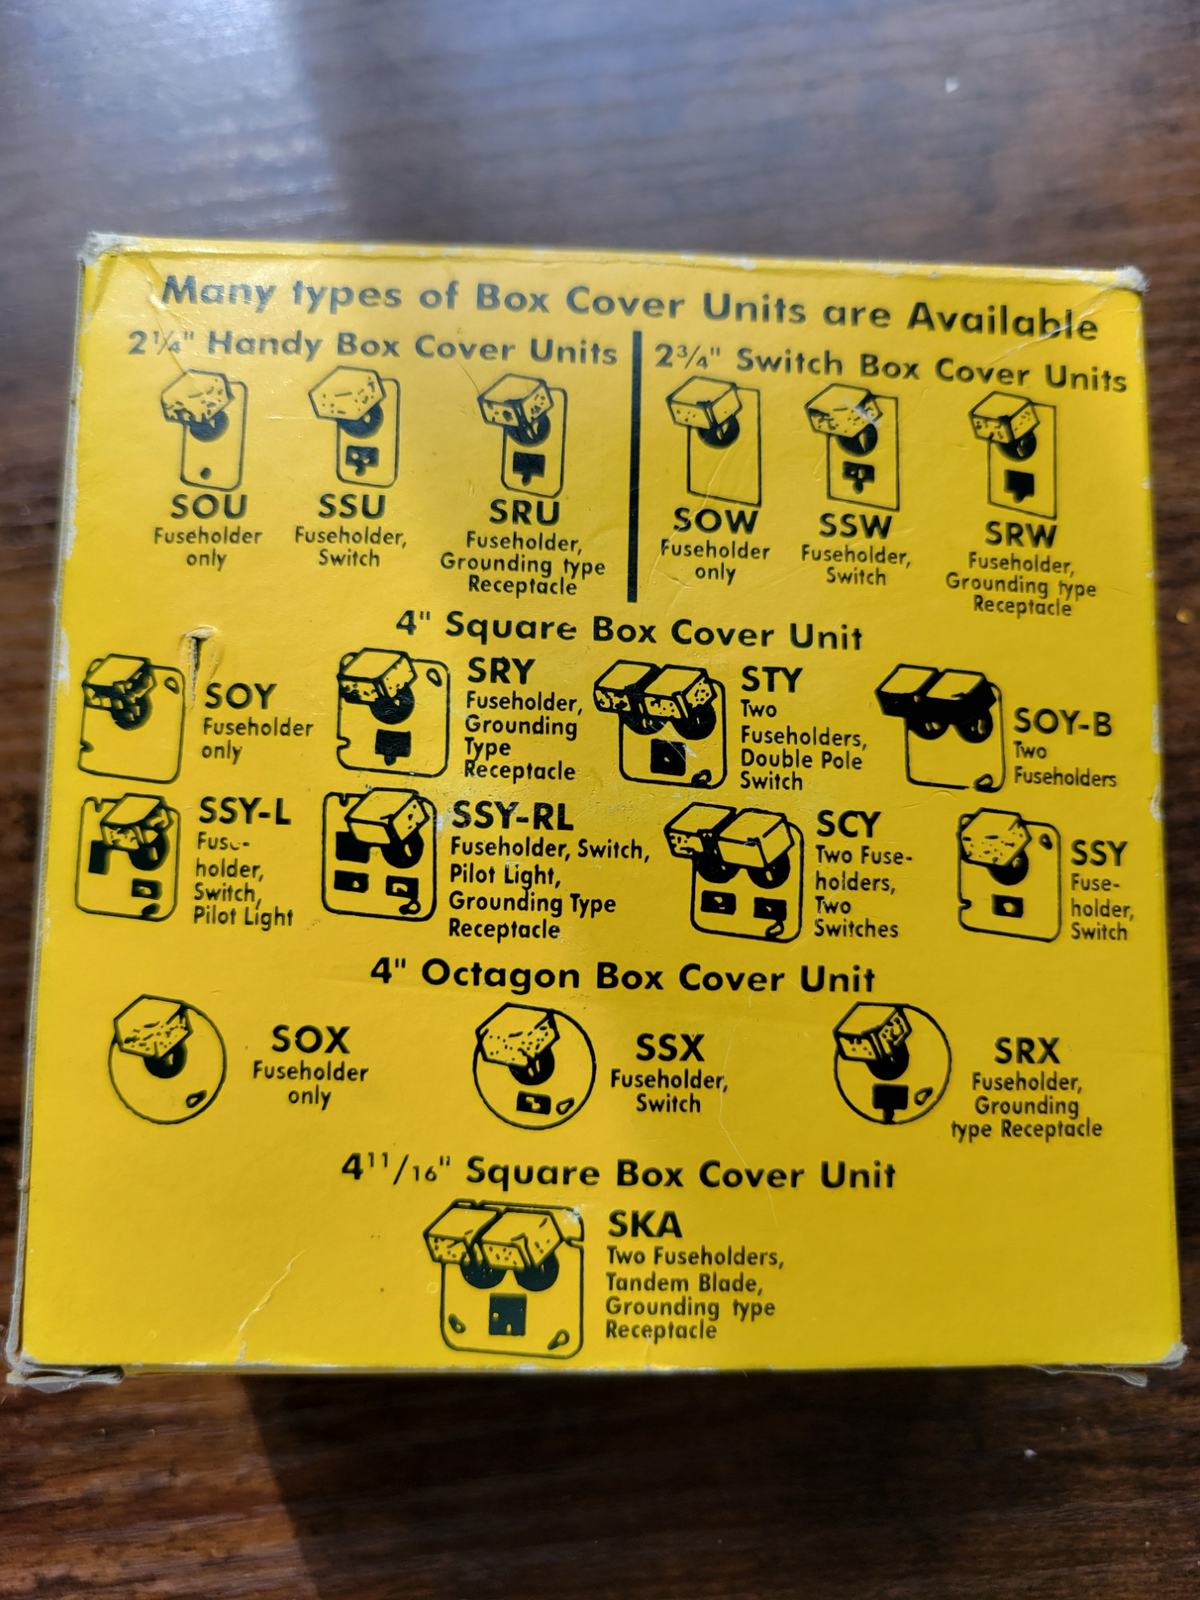 Many types of Box Cover Units are Available
2¼" Handy Box Cover Units
SOU
Fuseholder
only
SSU
Fuseholder,
Switch
SRU
Fuseholder,
Grounding type
Receptacle
2¾" Switch Box Cover Units
SOW
Fuseholder
only
SSW
Fuseholder,
Switch
SRW
Fuseholder,
Grounding type
Receptacle
4" Square Box Cover Unit
SOY
Fuseholder
only
SRY
Fuseholder,
Grounding
Type
Receptacle
STY
Two
Fuseholders,
Double Pole
Switch
SOY-B
Two
Fuseholders
SSY-L
Fuse-
holder,
Switch,
Pilot Light
SSY-RL
Fuseholder, Switch,
Pilot Light,
Grounding Type
Receptacle
SCY
Two Fuse-
holders,
Two
Switches
SSY
Fuse-
holder,
Switch
4" Octagon Box Cover Unit
SOX
Fuseholder
only
SSX
Fuseholder,
Switch
SRX
Fuseholder,
Grounding
type Receptacle
4 11/16" Square Box Cover Unit
SKA
Two Fuseholders,
Tandem Blade,
Grounding type
Receptacle